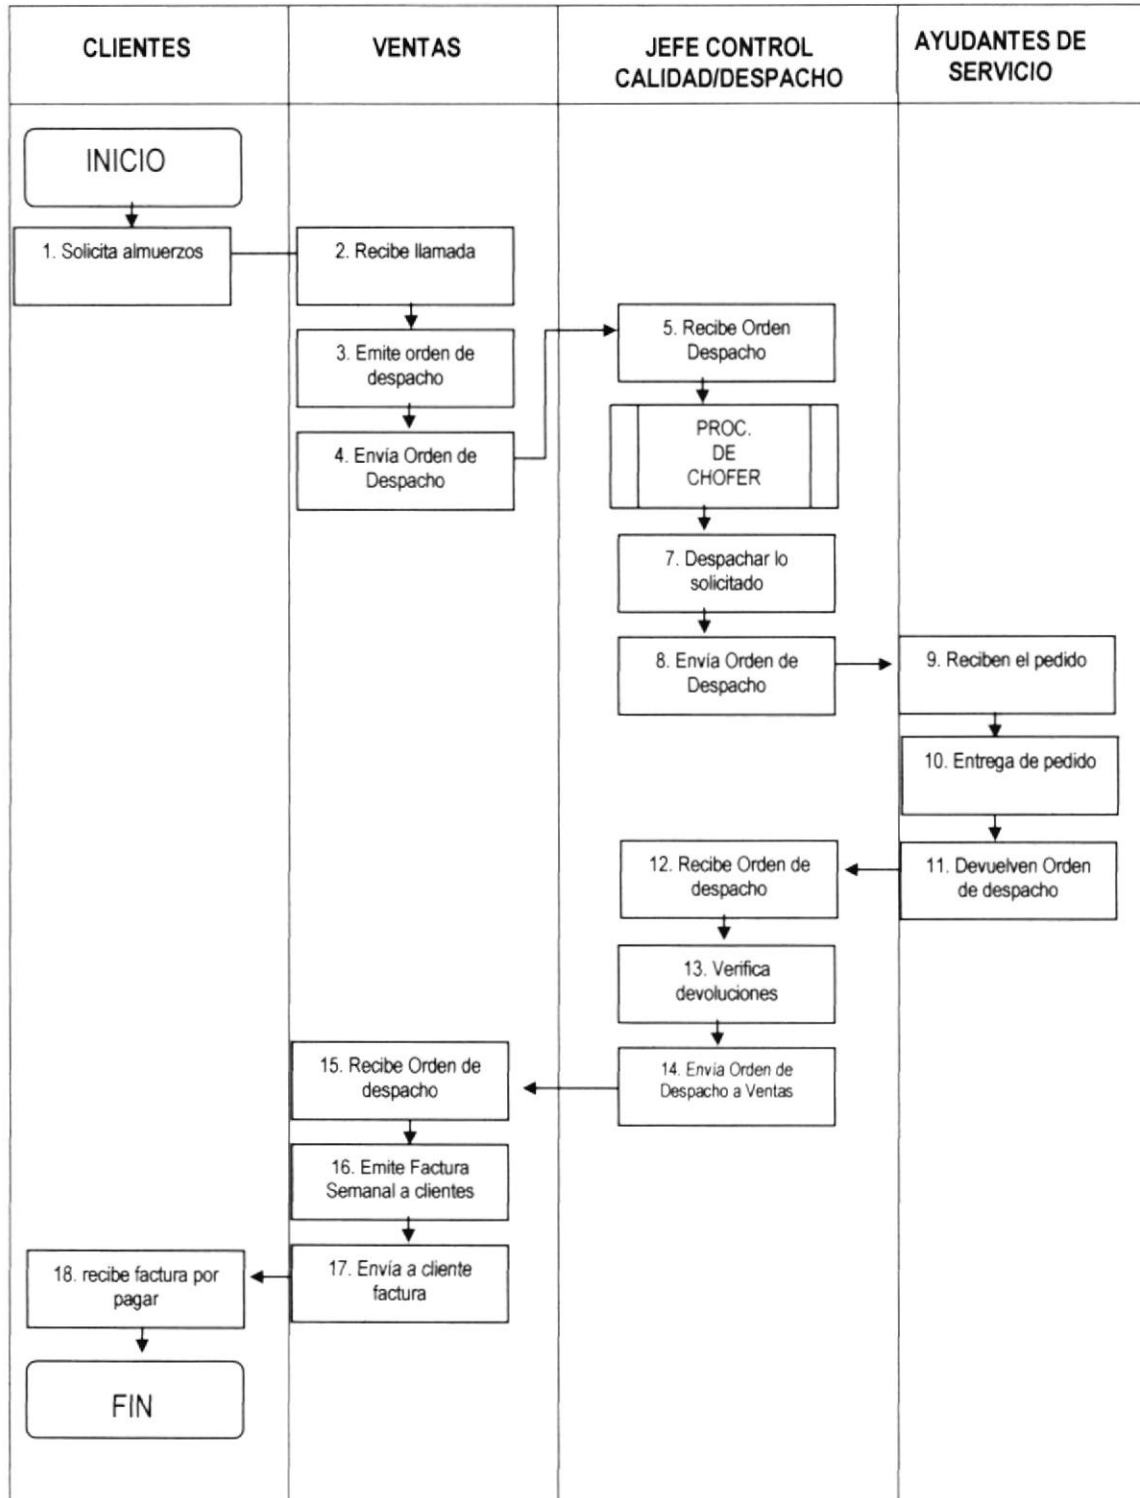 CLIENTES
VENTAS
JEFE CONTROL
CALIDAD/DESPACHO
AYUDANTES DE
SERVICIO
INICIO
1. Solicita almuerzos
2. Recibe llamada
3. Emite orden de
despacho
4. Envía Orden de
Despacho
5. Recibe Orden
Despacho
PROC.
DE
CHOFER
7. Despachar lo
solicitado
8. Envía Orden de
Despacho
9. Reciben el pedido
10. Entrega de pedido
11. Devuelven Orden
de despacho
12. Recibe Orden de
despacho
13. Verifica
devoluciones
14. Envía Orden de
Despacho a Ventas
15. Recibe Orden de
despacho
16. Emite Factura
Semanal a clientes
17. Envía a cliente
factura
18. recibe factura por
pagar
FIN